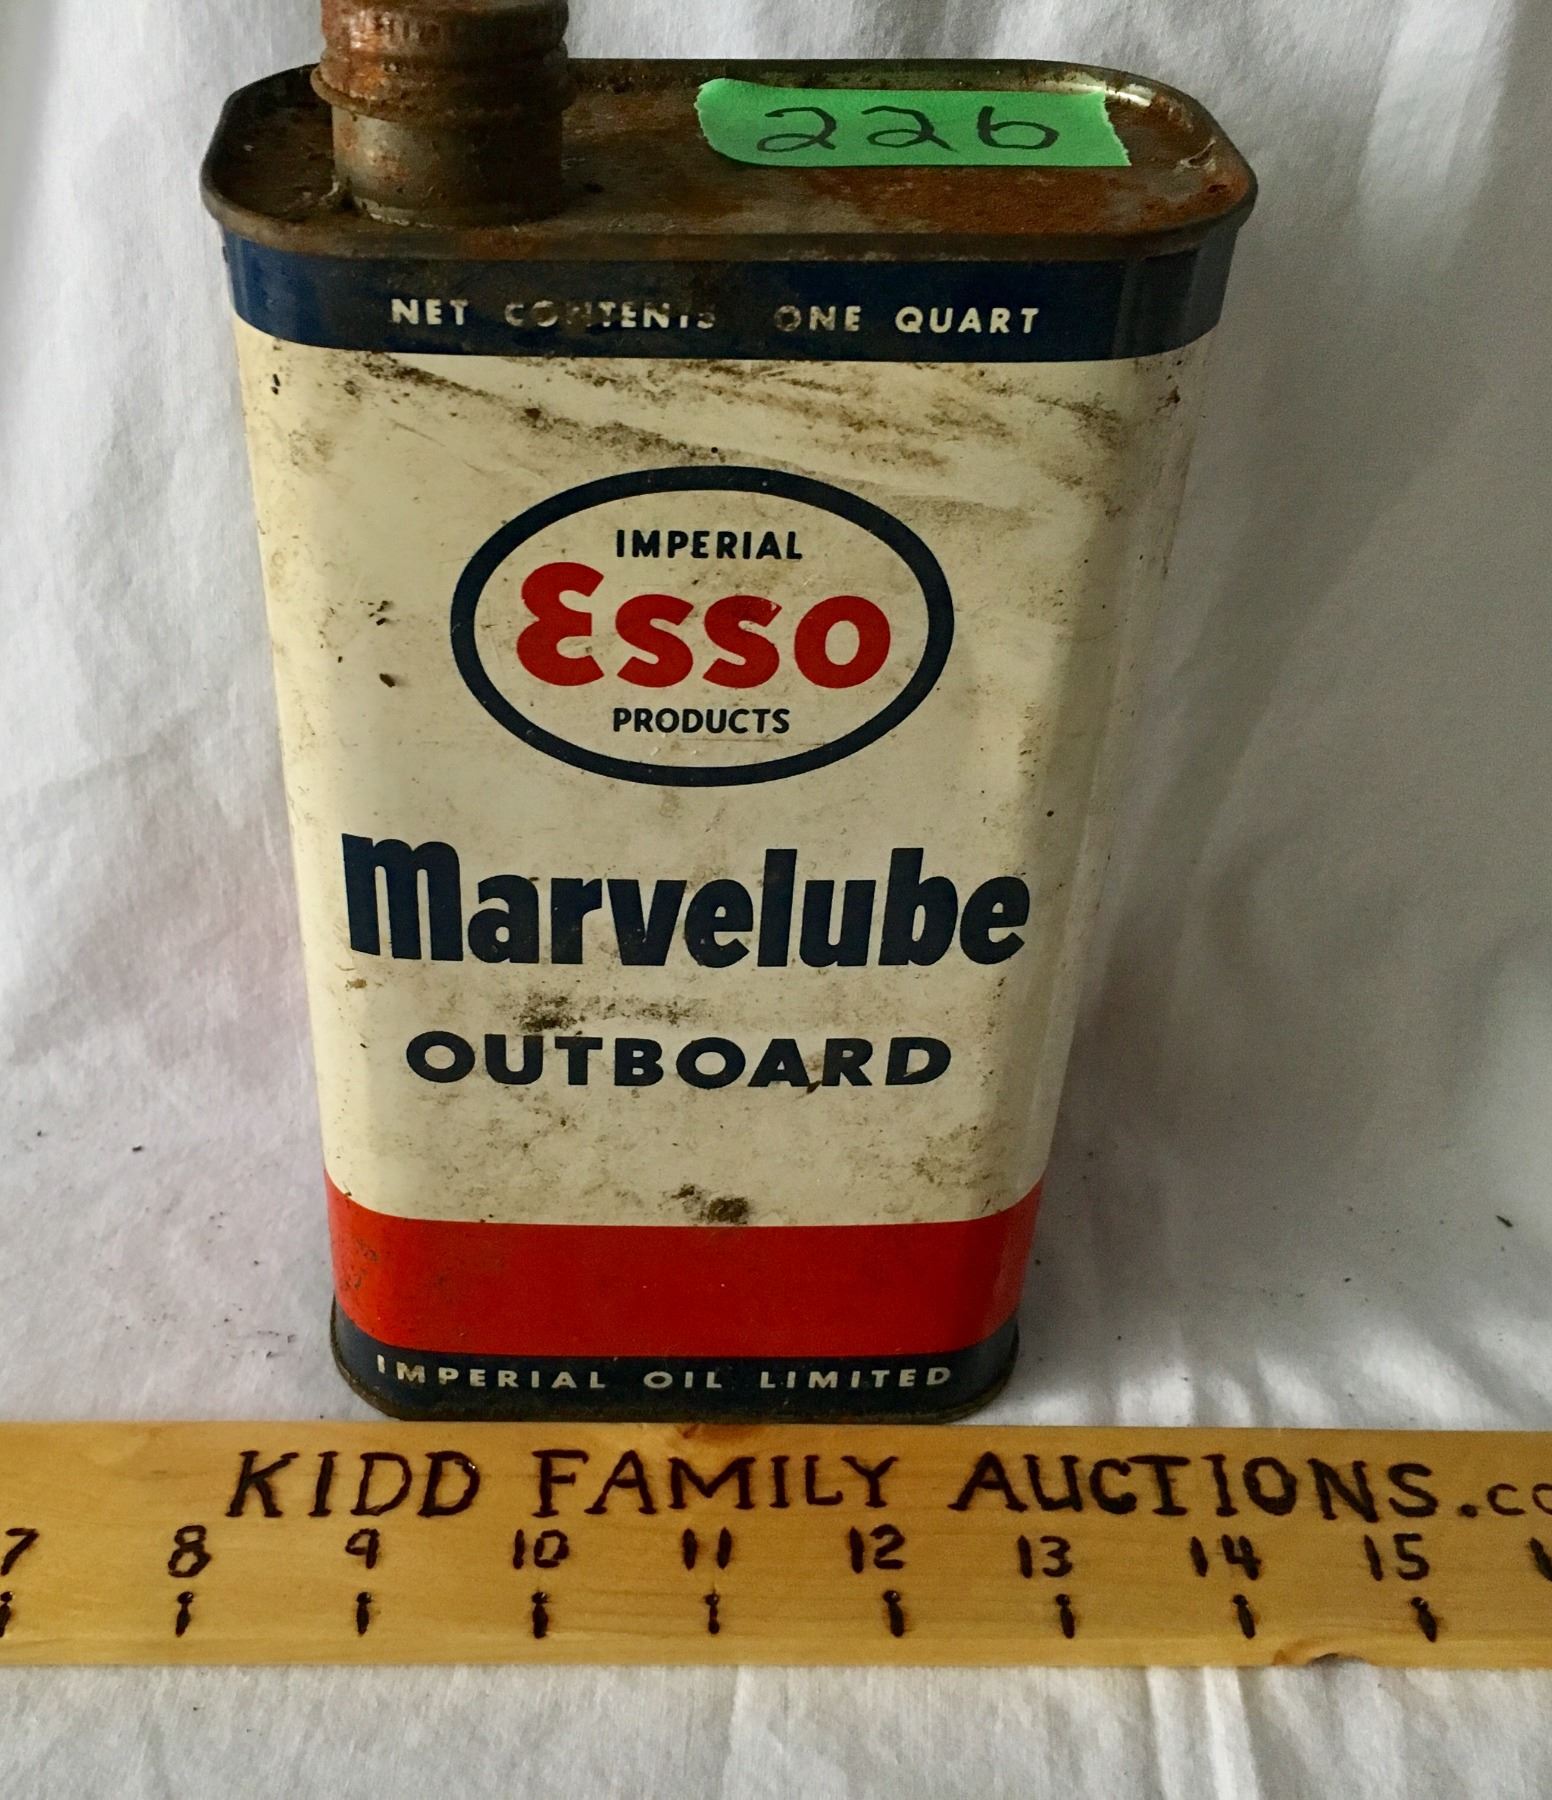 226
NET CONTENTS ONE QUART
IMPERIAL
Esso
PRODUCTS
Marvelube
OUTBOARD
IMPERIAL OIL LIMITED
KIDD FAMILY AUCTIONS.co
7 8 9 10 11 12 13 14 15